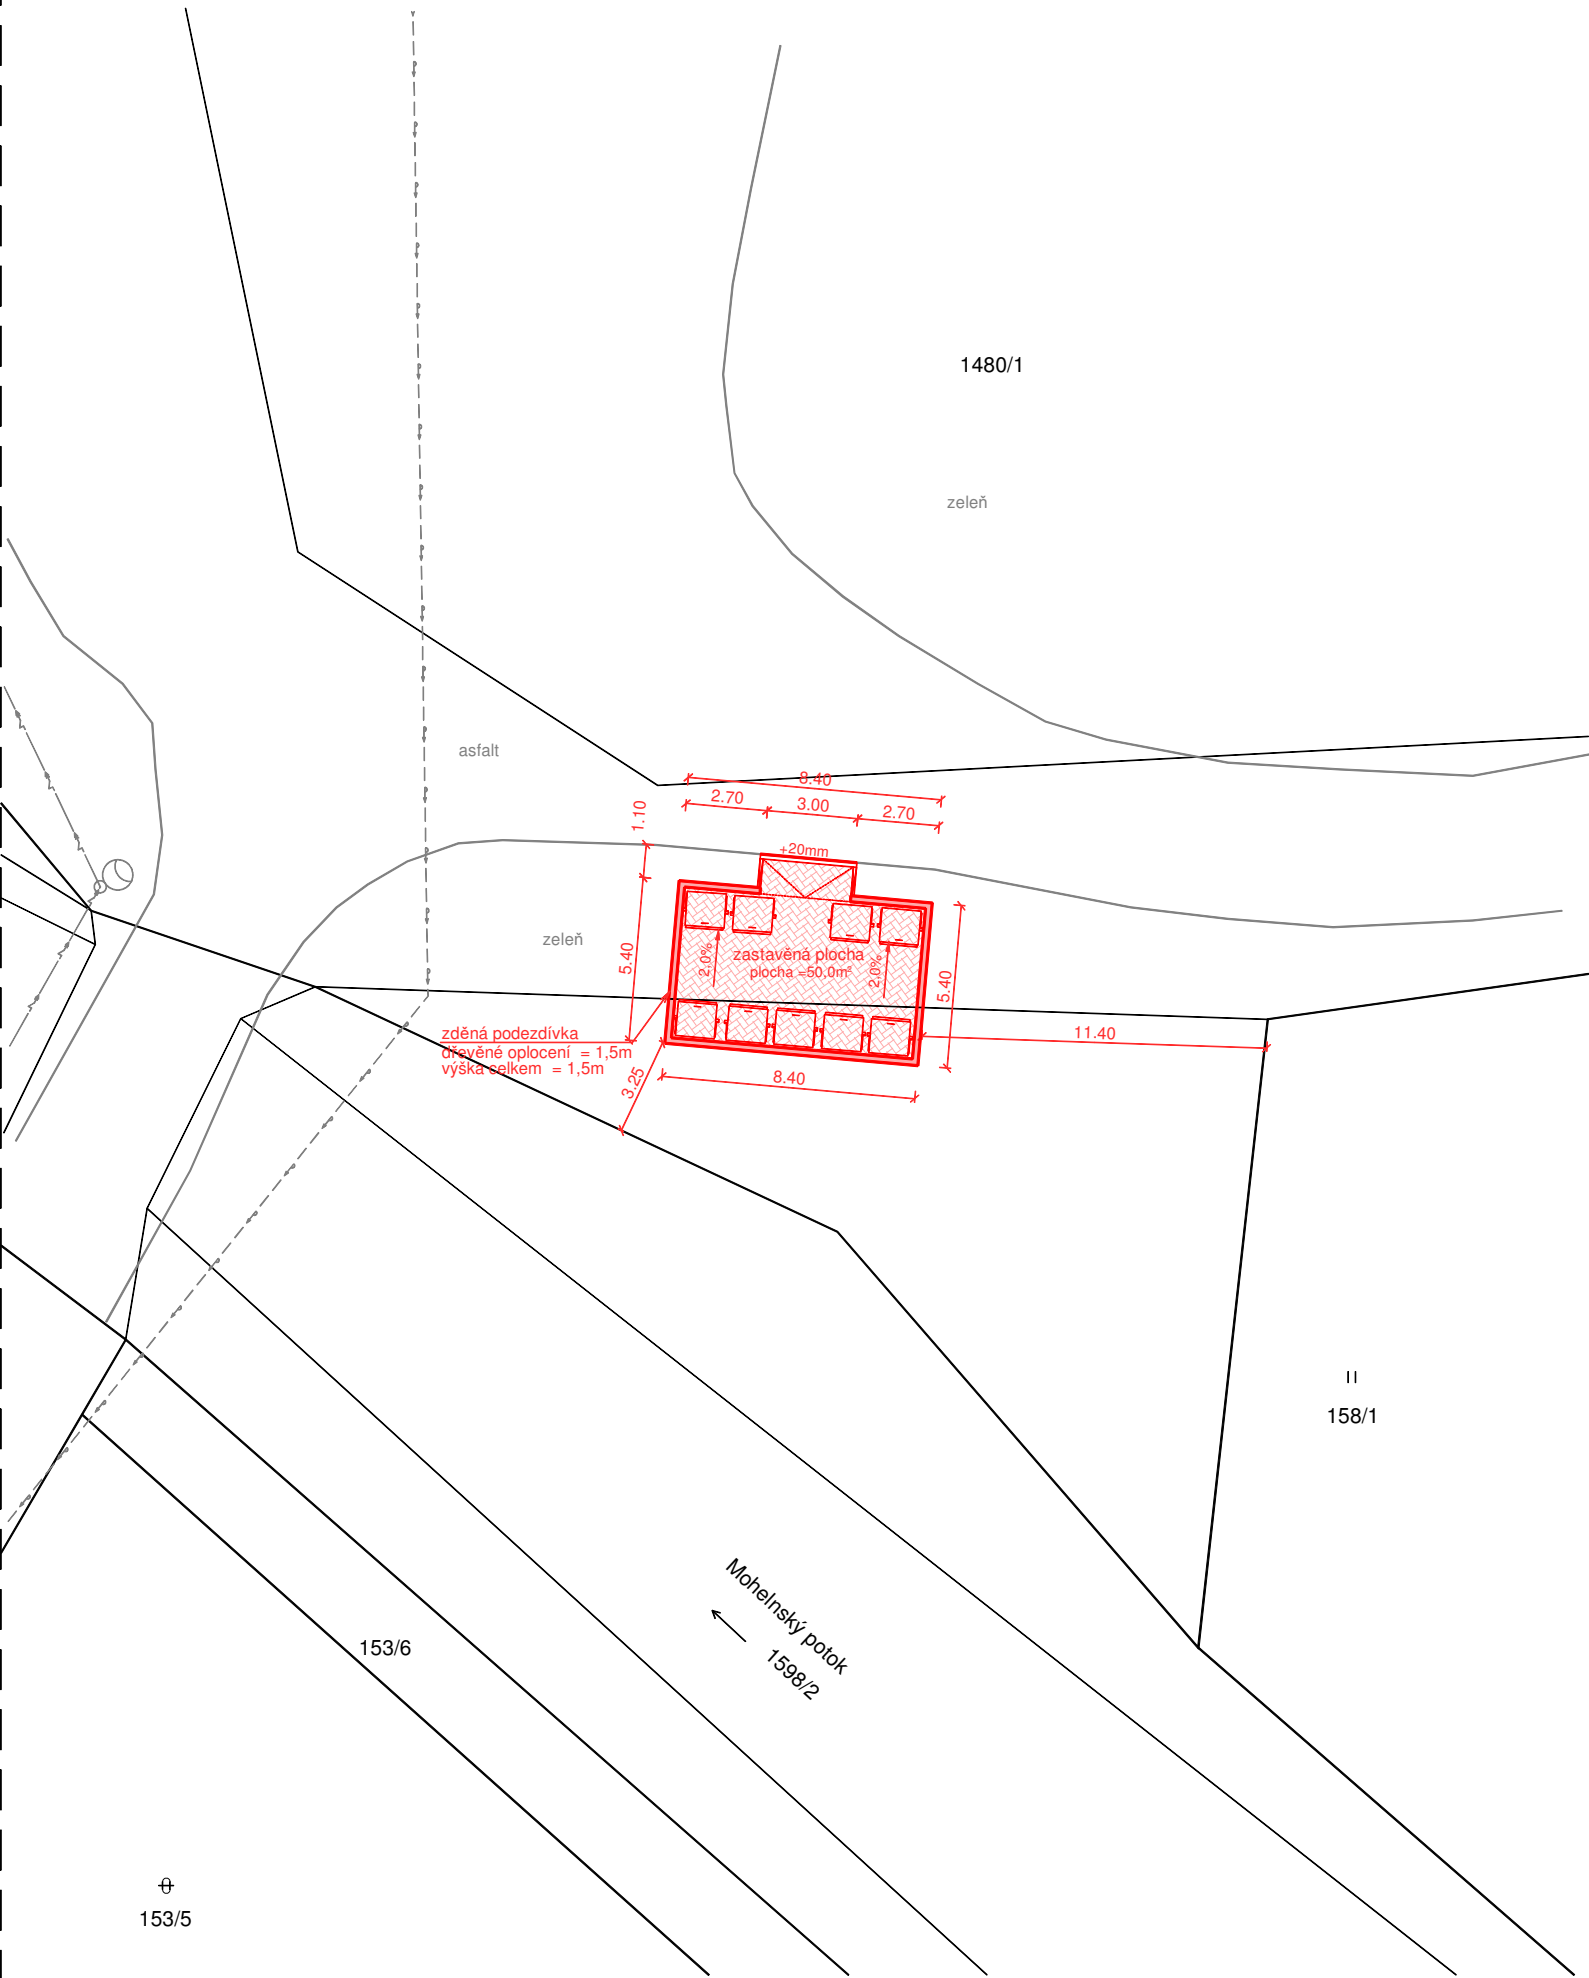 1480/1
zeleň
asfalt
8.40
2.70
3.00
2.70
1.10
+20mm
zeleň
5.40
2,0%
zastavěná plocha
plocha =50,0m²
2,0%
5.40
zděná podezdívka
dřevěné oplocení = 1,5m
výška celkem = 1,5m
11.40
3.25
8.40
158/1
Mohelnský potok
1598/2
153/6
153/5